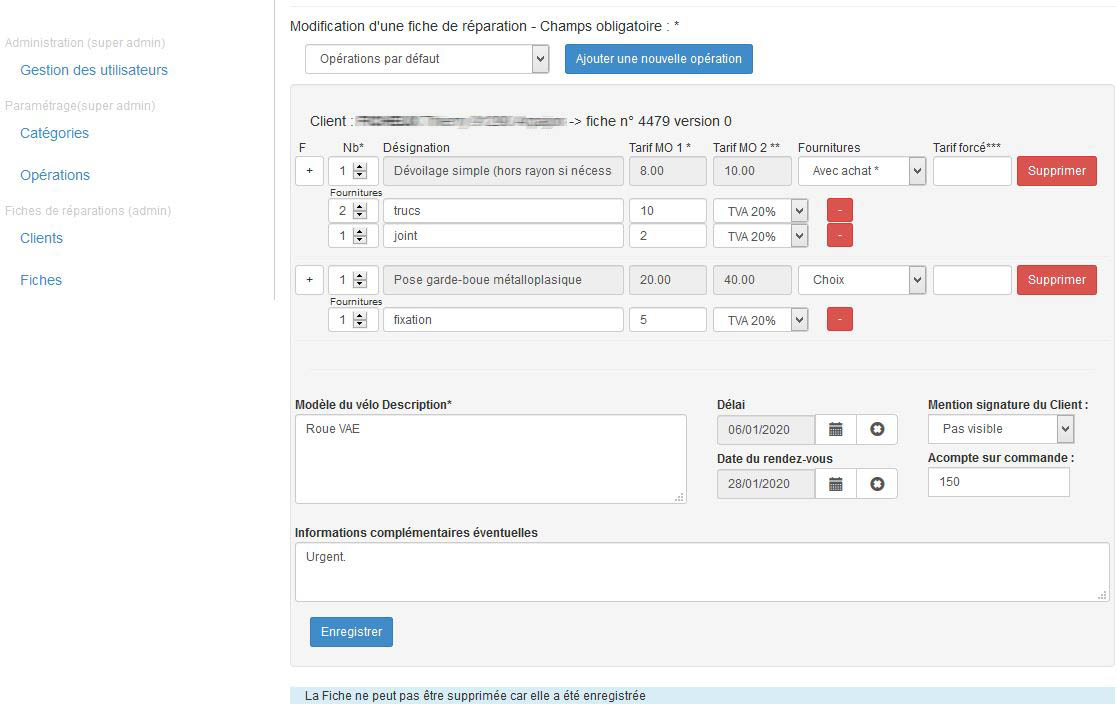 Administration (super admin)
Gestion des utilisateurs
Paramétrage(super admin)
Catégories
Opérations
Fiches de réparations (admin)
Clients
Fiches
Modification d'une fiche de réparation - Champs obligatoire : *
Opérations par défaut
Ajouter une nouvelle opération
Client : -> fiche n° 4479 version 0
F Nb* Désignation Tarif MO 1 * Tarif MO 2 ** Fournitures Tarif forcé***
+ 1 Dévoilage simple (hors rayon si nécess 8.00 10.00 Avec achat * Supprimer
Fournitures
2 trucs 10 TVA 20% -
1 joint 2 TVA 20% -
+ 1 Pose garde-boue métalloplasique 20.00 40.00 Choix Supprimer
Fournitures
1 fixation 5 TVA 20% -
Modèle du vélo Description*
Roue VAE
Délai
06/01/2020
Date du rendez-vous
28/01/2020
Mention signature du Client :
Pas visible
Acompte sur commande :
150
Informations complémentaires éventuelles
Urgent.
Enregistrer
La Fiche ne peut pas être supprimée car elle a été enregistrée